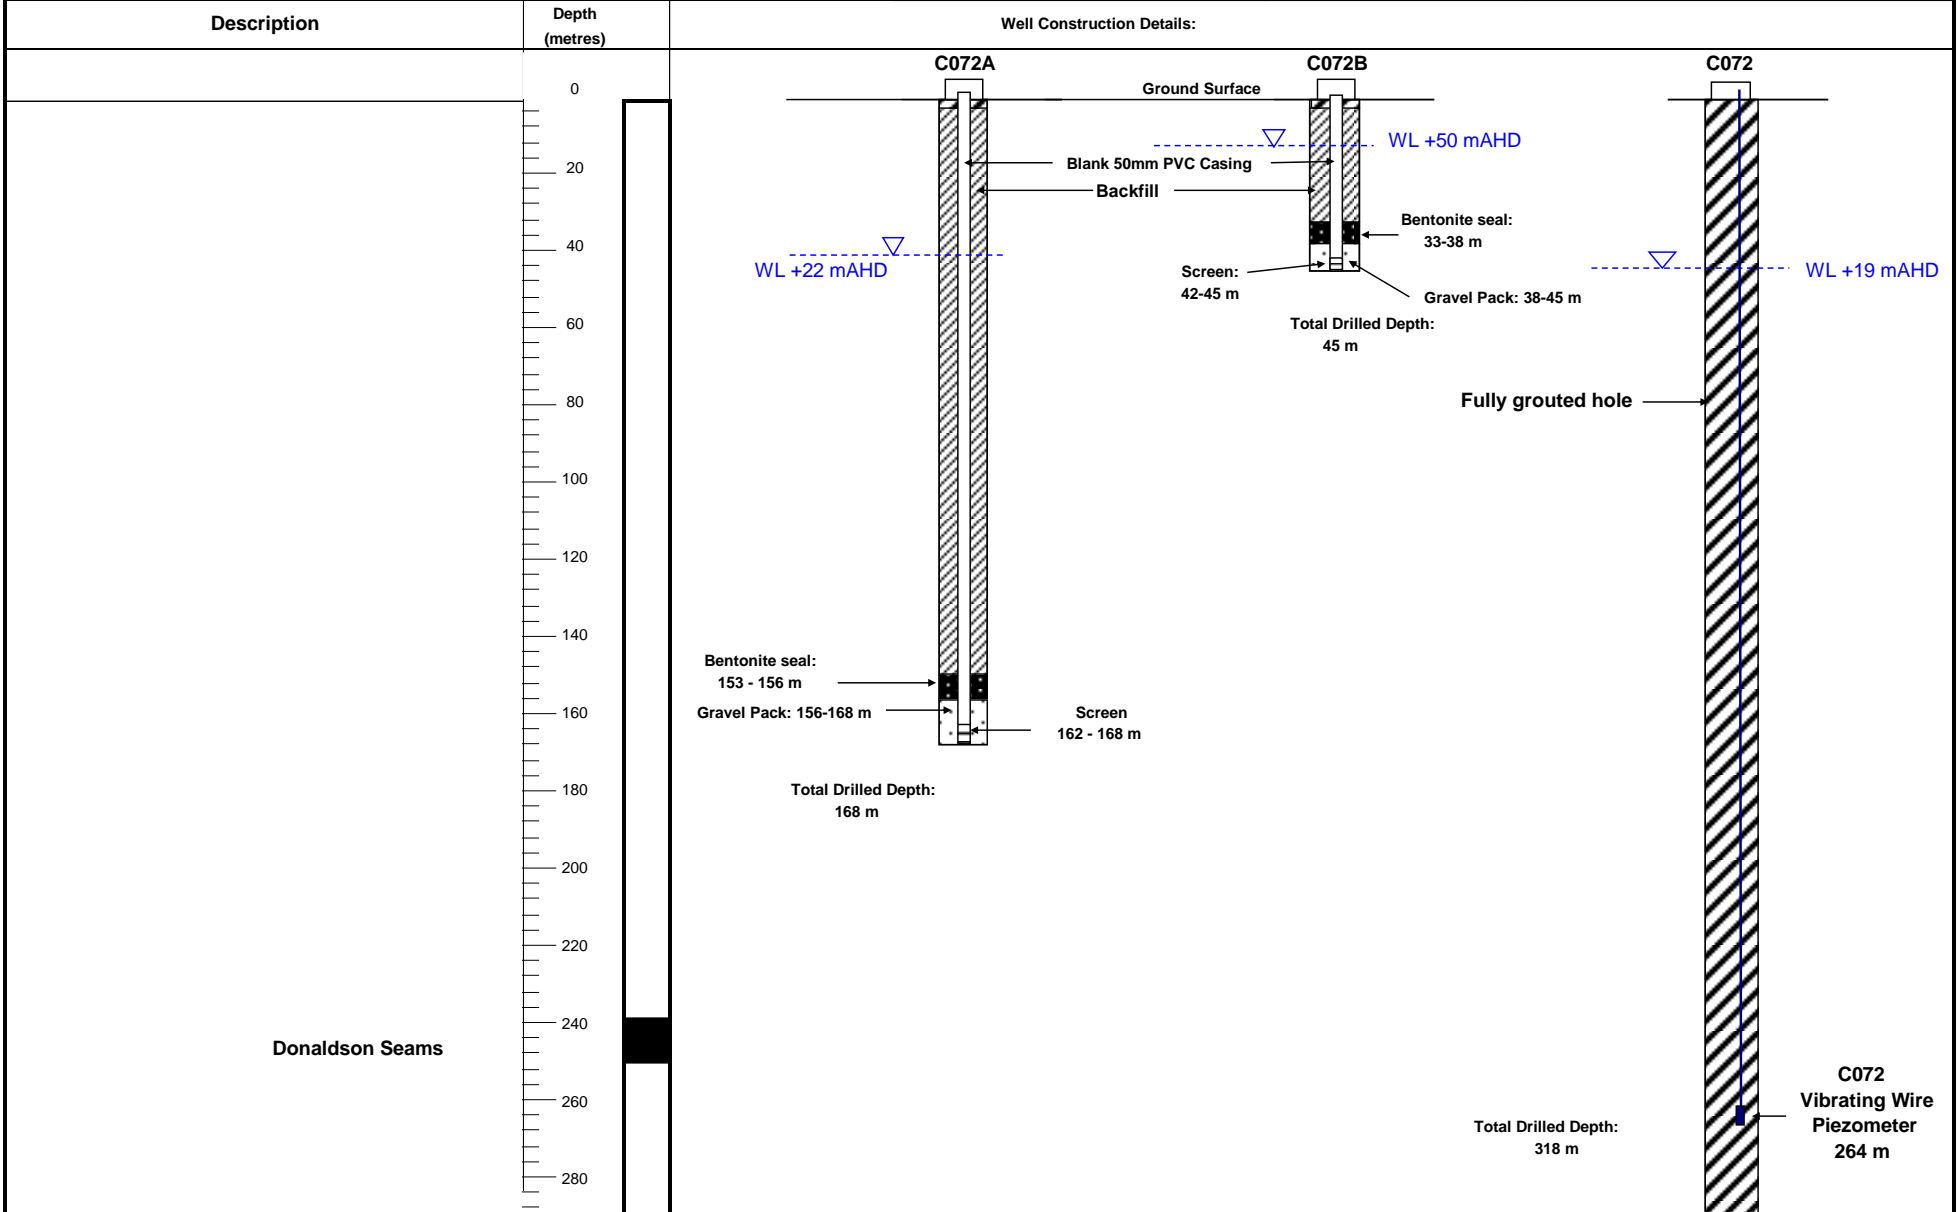 Description
Depth
(metres)
Well Construction Details:
C072A
C072B
C072
0
Ground Surface
WL +50 mAHD
Blank 50mm PVC Casing
20
Backfill
Bentonite seal:
33-38 m
40
WL +22 mAHD
Screen:
42-45 m
WL +19 mAHD
Gravel Pack: 38-45 m
60
Total Drilled Depth:
45 m
80
Fully grouted hole
100
120
140
Bentonite seal:
153 - 156 m
160
Gravel Pack: 156-168 m
Screen
162 - 168 m
180
Total Drilled Depth:
168 m
200
220
240
Donaldson Seams
260
C072
Vibrating Wire
Piezometer
264 m
Total Drilled Depth:
318 m
280